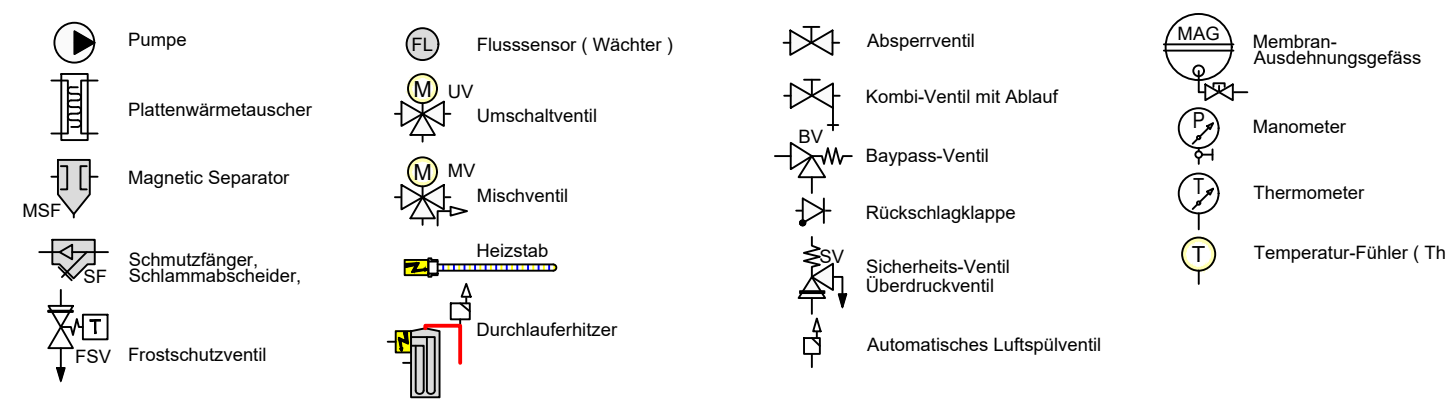 Pumpe
Plattenwärmetauscher
Magnetic Separator
MSF
Schmutzfänger,
Schlammabscheider,
SF
T
FSV
Frostschutzventil
FL
Flusssensor ( Wächter )
M
UV
Umschaltventil
M
MV
Mischventil
Heizstab
Durchlauferhitzer
Absperrventil
Kombi-Ventil mit Ablauf
BV
Baypass-Ventil
Rückschlagklappe
SV
Sicherheits-Ventil
Überdruckventil
Automatisches Luftspülventil
MAG
Membran-
Ausdehnungsgefäss
P
Manometer
T
Thermometer
T
Temperatur-Fühler ( Th